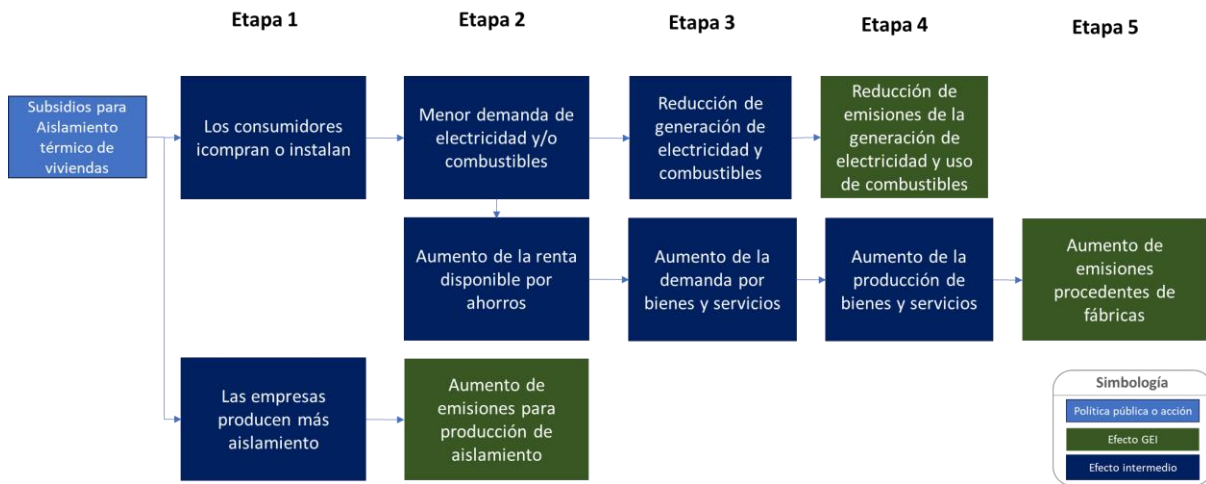 Etapa 1
Etapa 2
Etapa 3
Etapa 4
Etapa 5
Subsidios para
Aislamiento
térmico de
viviendas
Los consumidores
icompran o instalan
Menor demanda de
electricidad y/o
combustibles
Reducción de
generación de
electricidad y
combustibles
Reducción de
emisiones de la
generación de
electricidad y uso
de combustibles
Aumento de la renta
disponible por
ahorros
Aumento de la
demanda por
bienes y servicios
Aumento de la
producción de
bienes y servicios
Aumento de
emisiones
procedentes de
fábricas
Las empresas
producen más
aislamiento
Aumento de
emisiones para
producción de
aislamiento
Simbología
Política pública o acción
Efecto GEI
Efecto intermedio